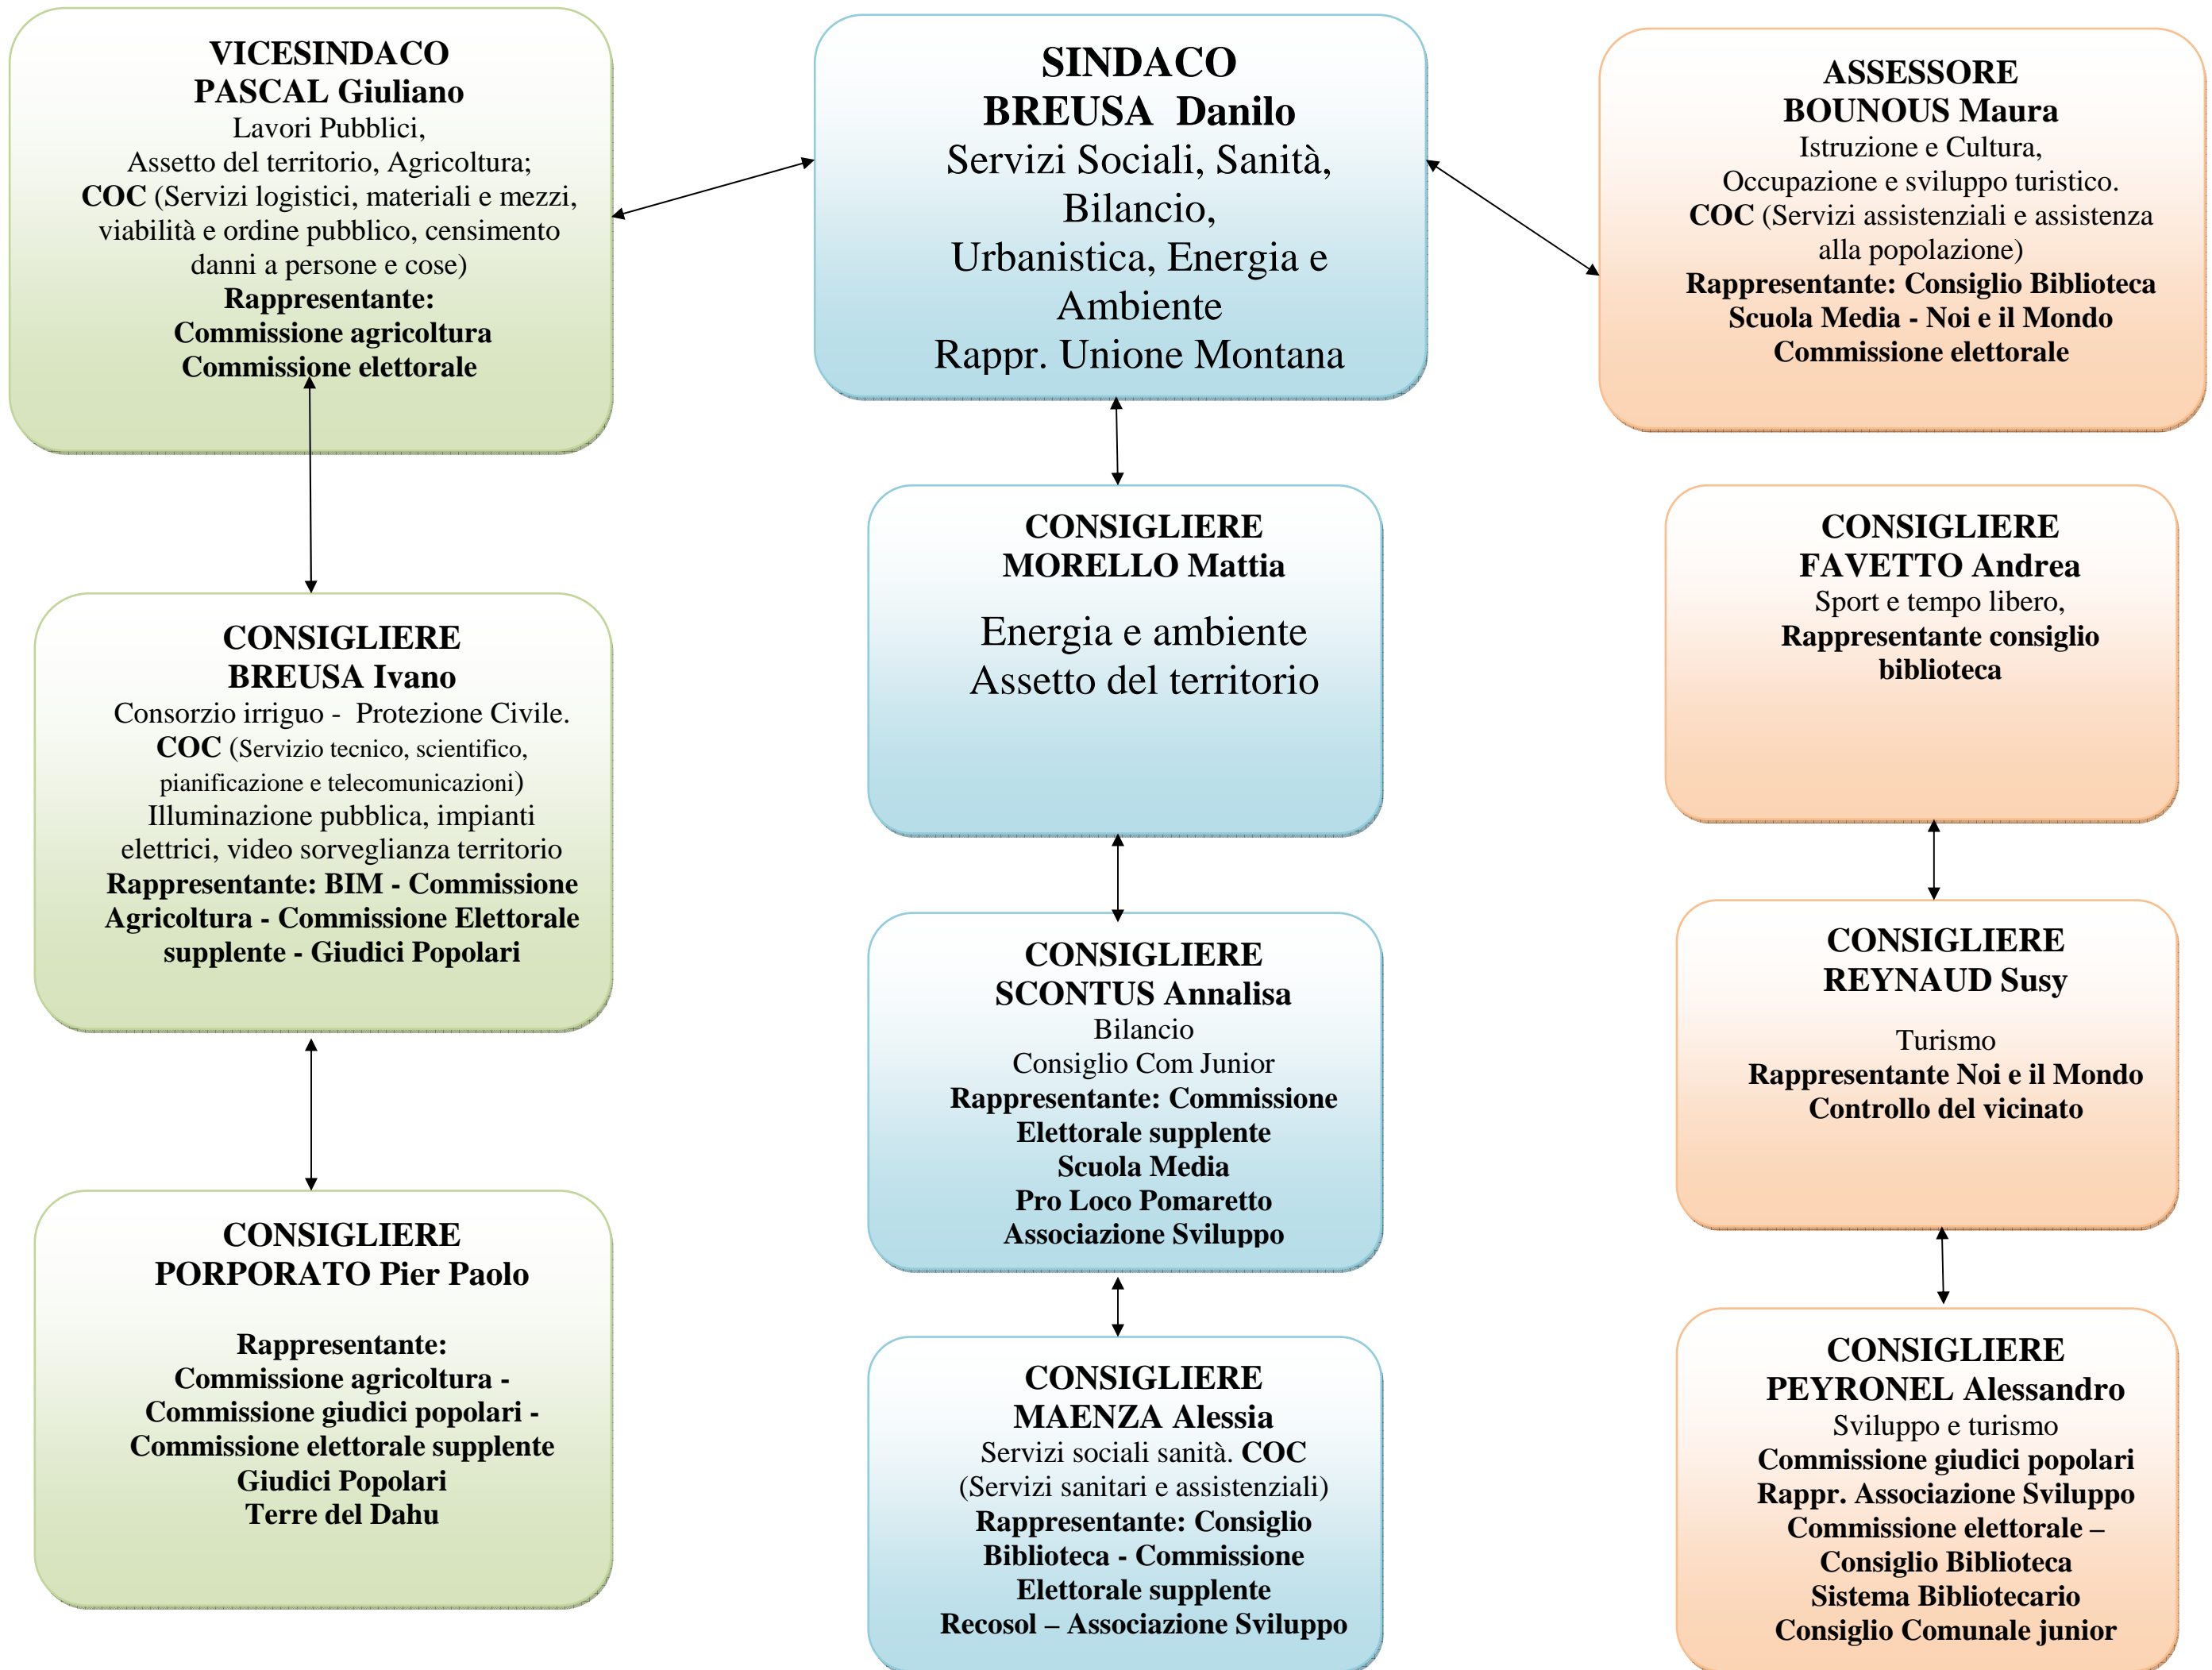 VICESINDACO
PASCAL Giuliano
Lavori Pubblici,
Assetto del territorio, Agricoltura;
COC (Servizi logistici, materiali e mezzi,
viabilità e ordine pubblico, censimento
danni a persone e cose)
Rappresentante:
Commissione agricoltura
Commissione elettorale
SINDACO
BREUSA Danilo
Servizi Sociali, Sanità,
Bilancio,
Urbanistica, Energia e
Ambiente
Rappr. Unione Montana
ASSESSORE
BOUNOUS Maura
Istruzione e Cultura,
Occupazione e sviluppo turistico.
COC (Servizi assistenziali e assistenza
alla popolazione)
Rappresentante: Consiglio Biblioteca
Scuola Media - Noi e il Mondo
Commissione elettorale
CONSIGLIERE
BREUSA Ivano
Consorzio irriguo - Protezione Civile.
COC (Servizio tecnico, scientifico,
pianificazione e telecomunicazioni)
Illuminazione pubblica, impianti
elettrici, video sorveglianza territorio
Rappresentante: BIM - Commissione
Agricoltura - Commissione Elettorale
supplente - Giudici Popolari
CONSIGLIERE
MORELLO Mattia
Energia e ambiente
Assetto del territorio
CONSIGLIERE
FAVETTO Andrea
Sport e tempo libero,
Rappresentante consiglio
biblioteca
CONSIGLIERE
SCONTUS Annalisa
Bilancio
Consiglio Com Junior
Rappresentante: Commissione
Elettorale supplente
Scuola Media
Pro Loco Pomaretto
Associazione Sviluppo
CONSIGLIERE
REYNAUD Susy
Turismo
Rappresentante Noi e il Mondo
Controllo del vicinato
CONSIGLIERE
PORPORATO Pier Paolo
Rappresentante:
Commissione agricoltura -
Commissione giudici popolari -
Commissione elettorale supplente
Giudici Popolari
Terre del Dahu
CONSIGLIERE
MAENZA Alessia
Servizi sociali sanità. COC
(Servizi sanitari e assistenziali)
Rappresentante: Consiglio
Biblioteca - Commissione
Elettorale supplente
Recosol – Associazione Sviluppo
CONSIGLIERE
PEYRONEL Alessandro
Sviluppo e turismo
Commissione giudici popolari
Rappr. Associazione Sviluppo
Commissione elettorale –
Consiglio Biblioteca
Sistema Bibliotecario
Consiglio Comunale junior